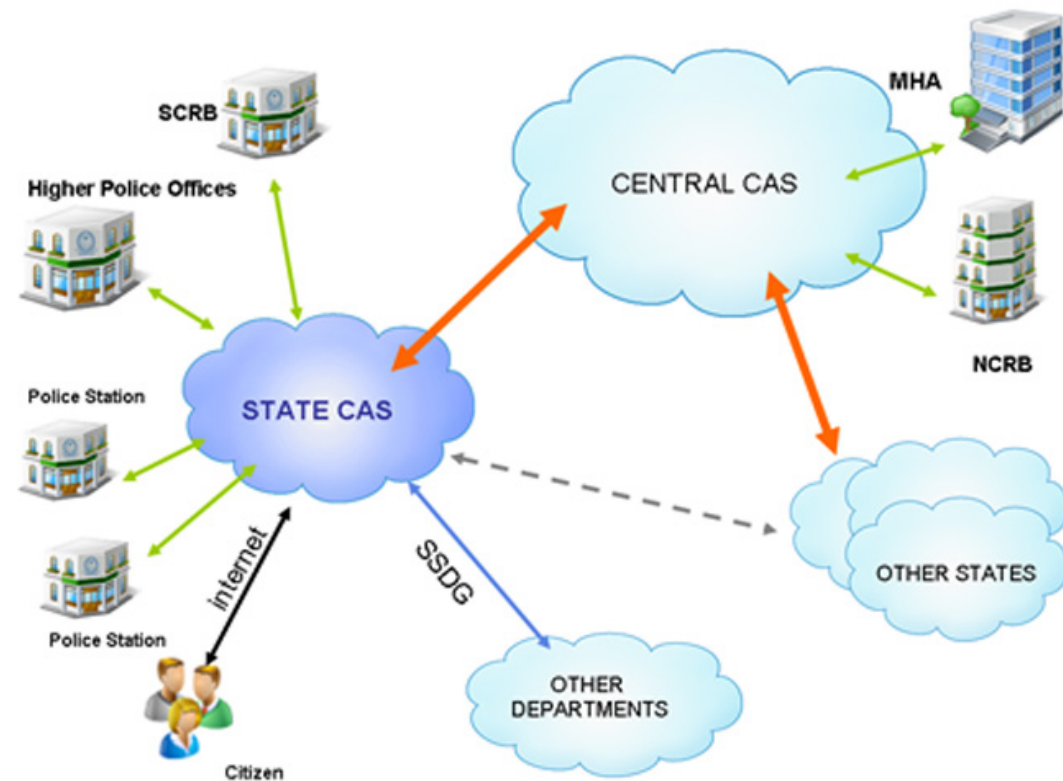 SCRB
MHA
Higher Police Offices
CENTRAL CAS
NCRB
Police Station
STATE CAS
Police Station
internet
SSDG
OTHER STATES
OTHER
DEPARTMENTS
Citizen